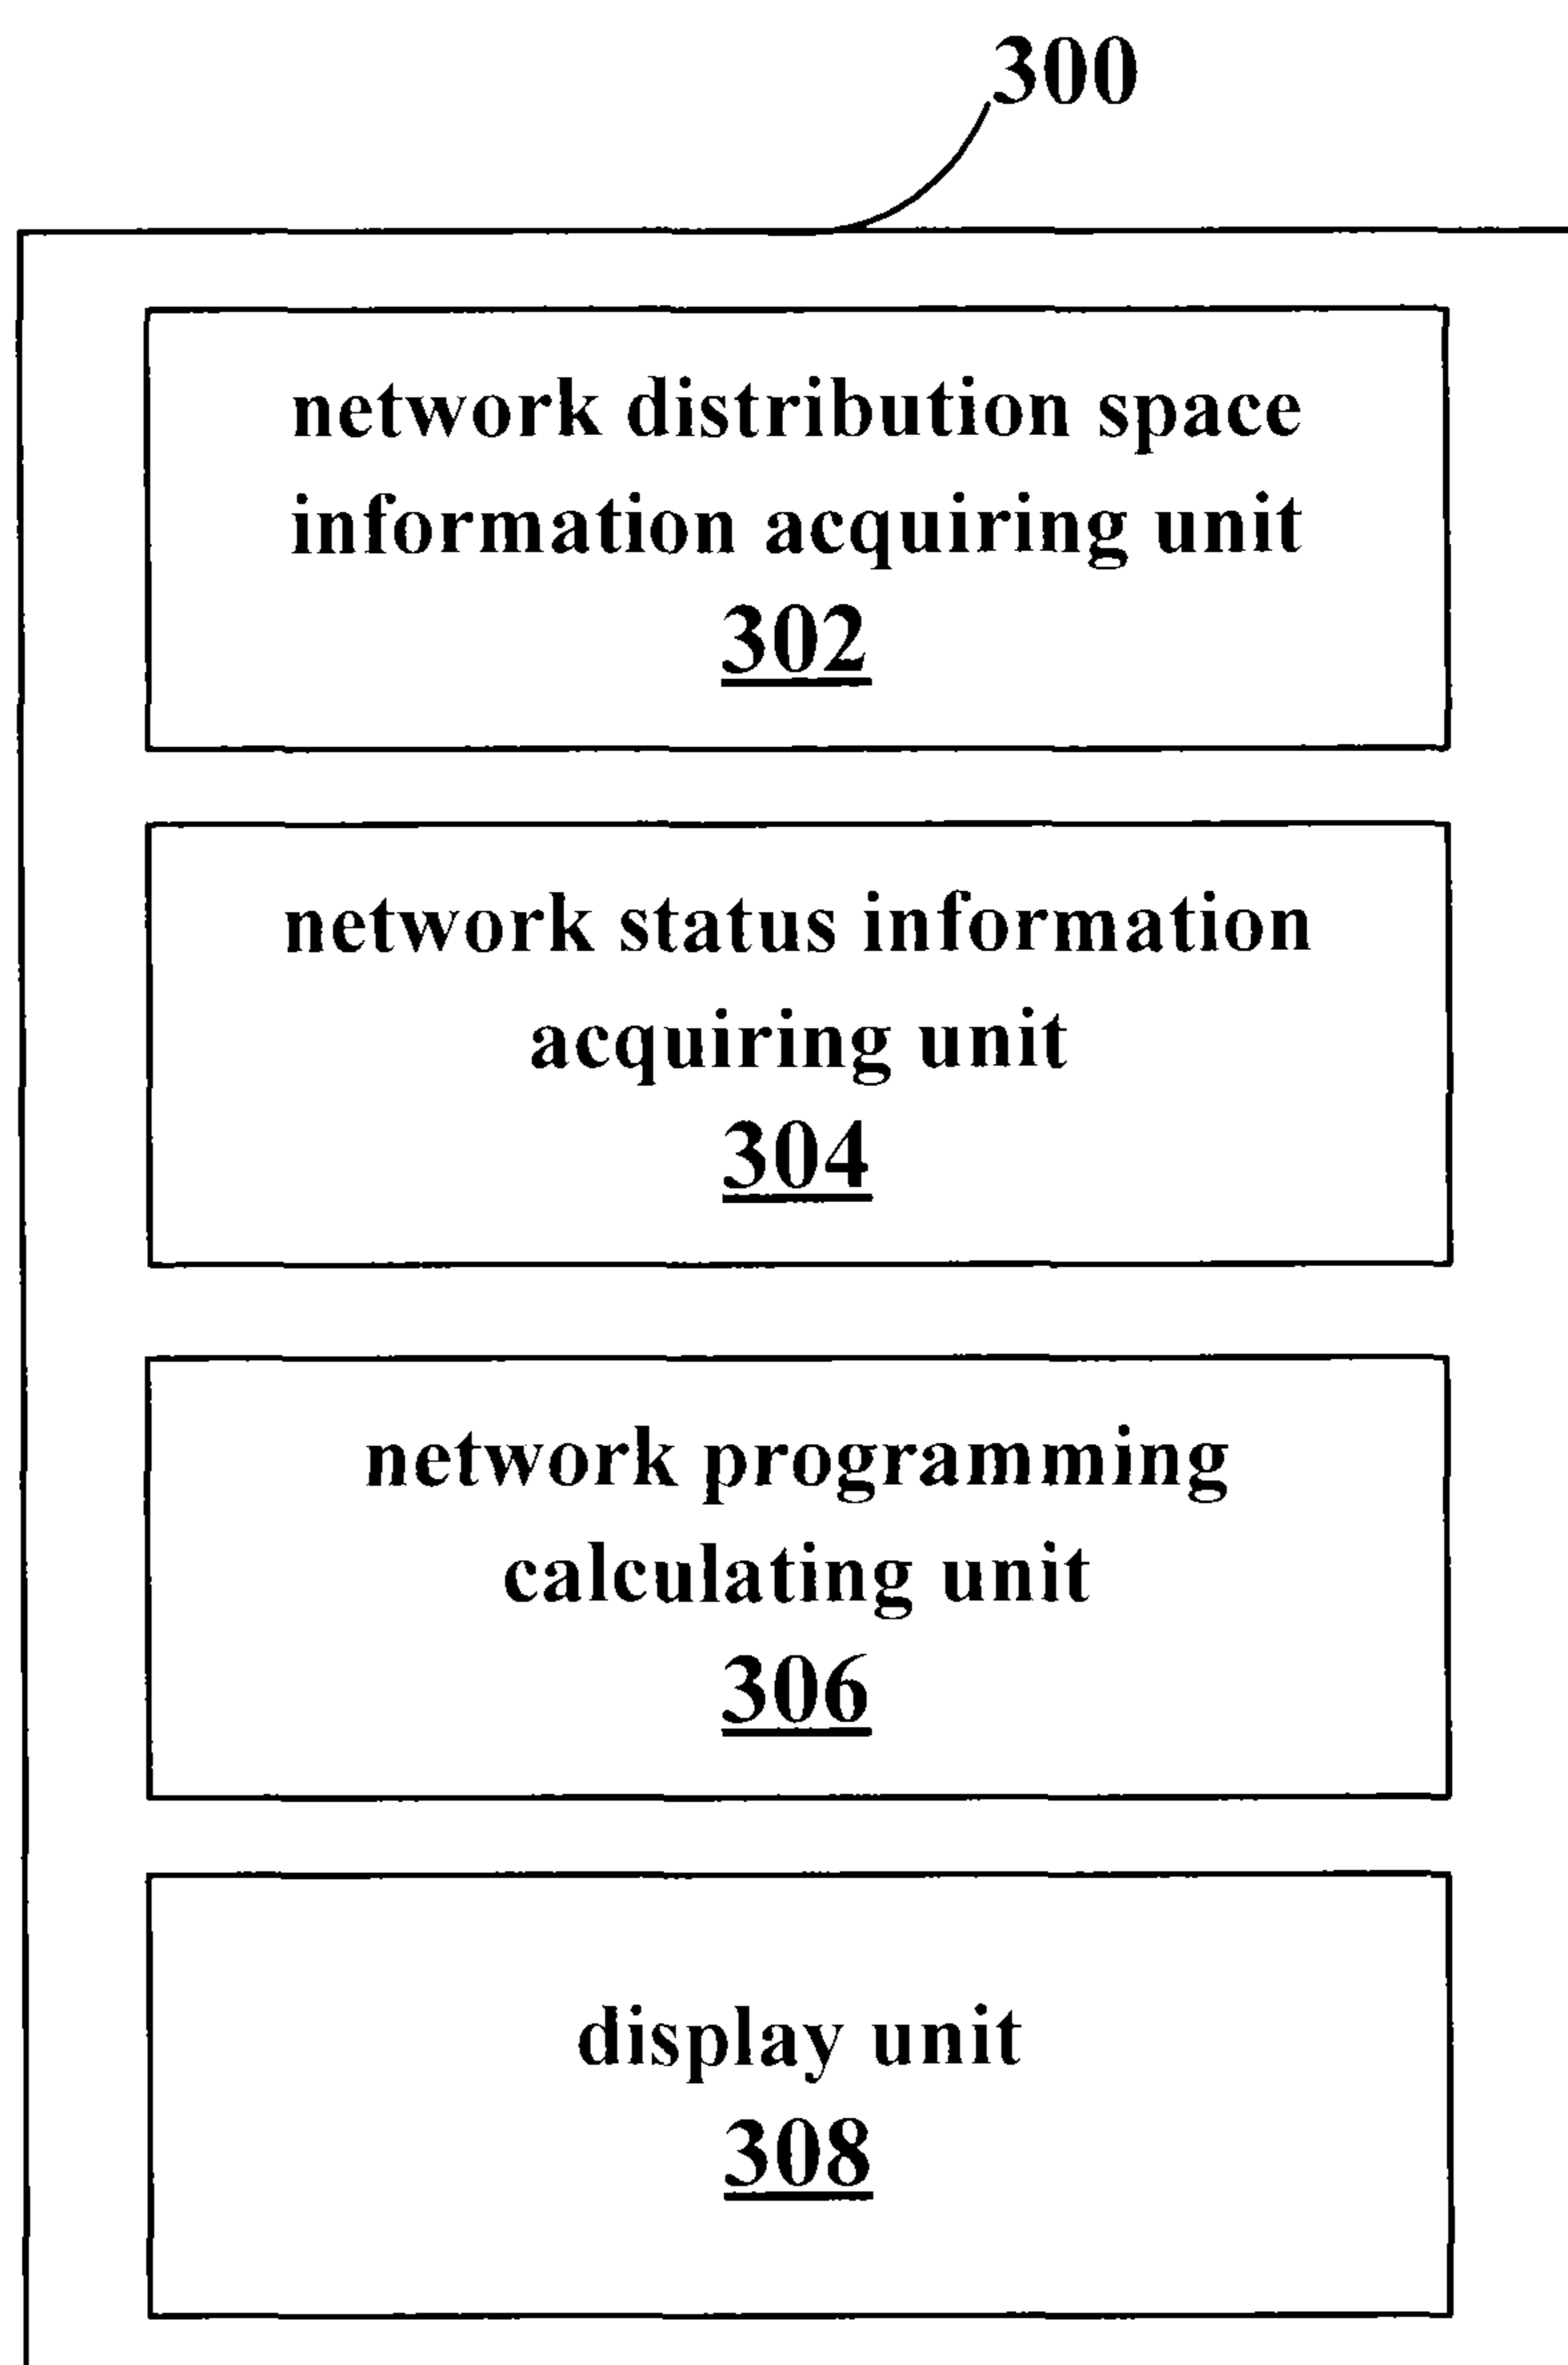 300
network distribution space
information acquiring unit
302
network status information
acquiring unit
304
network programming
calculating unit
306
display unit
308